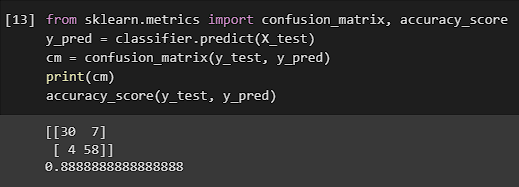 [13] from sklearn.metrics import confusion_matrix, accuracy_score
y_pred = classifier.predict(X_test)
cm = confusion_matrix(y_test, y_pred)
print(cm)
accuracy_score(y_test, y_pred)
[[30  7]
 [ 4 58]]
0.8888888888888888